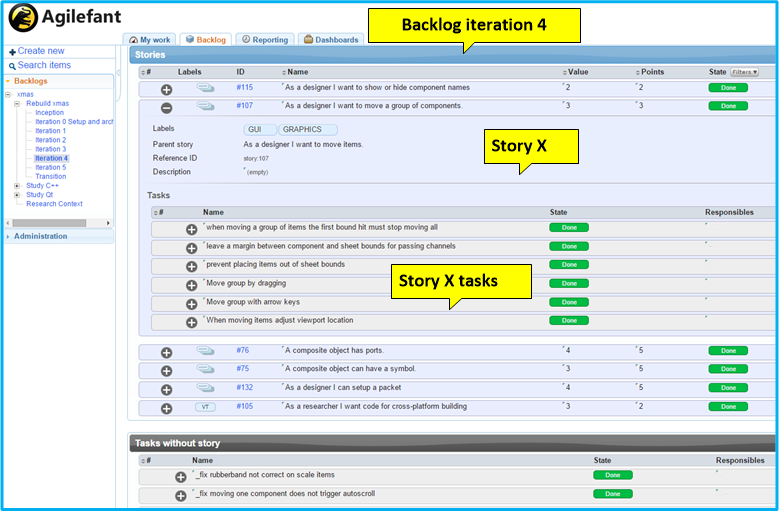 Agilefant
Backlog iteration 4
My work Backlog Reporting Dashboards
Create new
Search items
Backlogs
xmas
Rebuild xmas
Inception
Iteration 0 Setup and arch
Iteration 1
Iteration 2
Iteration 3
Iteration 4
Iteration 5
Transition
Study C++
Study Qt
Research Context
Administration
Stories
# Labels ID Name Value Points State Filters
#115 As a designer I want to show or hide component names 2 2 Done
#107 As a designer I want to move a group of components. 3 3 Done
Labels GUI GRAPHICS
Parent story As a designer I want to move items.
Reference ID story:107
Description (empty)
Story X
Tasks
# Name State Responsibles
when moving a group of items the first bound hit must stop moving all Done
leave a margin between component and sheet bounds for passing channels Done
prevent placing items out of sheet bounds Done
Move group by dragging Done
Move group with arrow keys Done
When moving items adjust viewport location Done
Story X tasks
#76 A composite object has ports. 4 5 Done
#75 A composite object can have a symbol. 3 5 Done
#132 As a designer I can setup a packet 4 5 Done
VT #105 As a researcher I want code for cross-platform building 3 2 Done
Tasks without story
# Name State Responsibles
_fix rubberband not correct on scale items Done
_fix moving one component does not trigger autoscroll Done